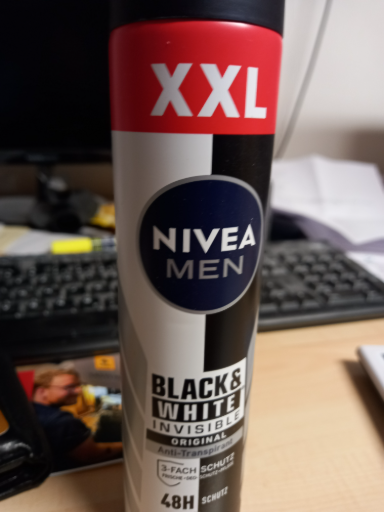 XXL
NIVEA
MEN
BLACK&
WHITE
INVISIBLE
ORIGINAL
Anti-Transpirant
3-FACH SCHUTZ
48H SCHUTZ